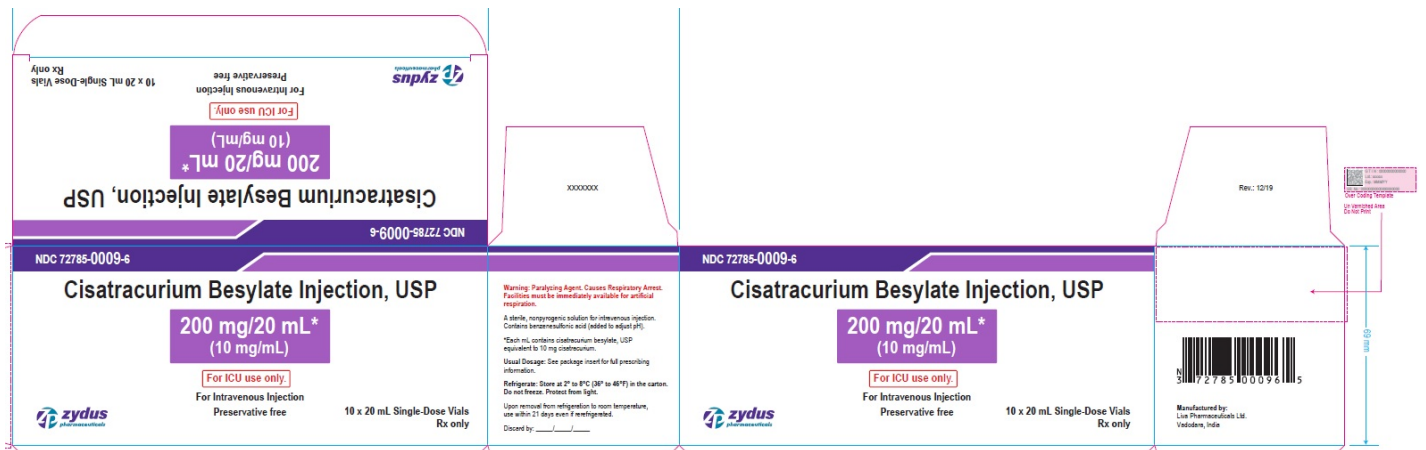 10 x 20 mL Single-Dose Vials
Rx only
zydus
pharmaceuticals
For Intravenous Injection
Preservative free
For ICU use only.
200 mg/20 mL*
(10 mg/mL)
Cisatracurium Besylate Injection, USP
NDC 72785-0009-6
XXXXXXX
Rev.: 12/19
Over Coding Template
Un Varnished Area
Do Not Print
NDC 72785-0009-6
Cisatracurium Besylate Injection, USP
200 mg/20 mL*
(10 mg/mL)
For ICU use only.
For Intravenous Injection
Preservative free
zydus
pharmaceuticals
10 x 20 mL Single-Dose Vials
Rx only
Warning: Paralyzing Agent. Causes Respiratory Arrest.
Facilities must be immediately available for artificial
respiration.
A sterile, nonpyrogenic solution for intravenous injection.
Contains benzenesulfonic acid (added to adjust pH).
*Each mL contains cisatracurium besylate, USP
equivalent to 10 mg cisatracurium.
Usual Dosage: See package insert for full prescribing
information.
Refrigerate: Store at 2° to 8°C (36° to 46°F) in the carton.
Do not freeze. Protect from light.
Upon removal from refrigeration to room temperature,
use within 21 days even if rerefrigerated.
Discard by: _____/_____/_____
NDC 72785-0009-6
Cisatracurium Besylate Injection, USP
200 mg/20 mL*
(10 mg/mL)
For ICU use only.
For Intravenous Injection
Preservative free
zydus
pharmaceuticals
10 x 20 mL Single-Dose Vials
Rx only
69 mm
N
3 72785 00096 5
Manufactured by:
Liva Pharmaceuticals Ltd.
Vadodara, India